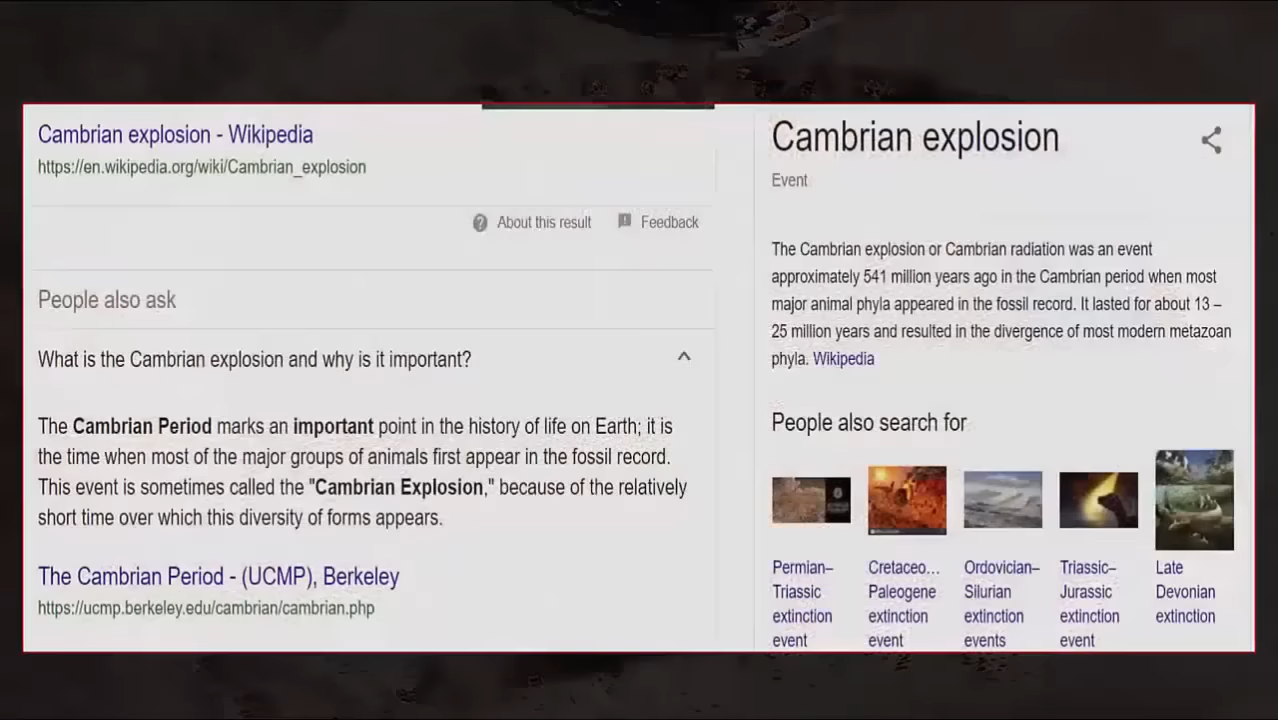 Cambrian explosion - Wikipedia
https://en.wikipedia.org/wiki/Cambrian_explosion
About this result
Feedback
People also ask
What is the Cambrian explosion and why is it important?
The Cambrian Period marks an important point in the history of life on Earth; it is
the time when most of the major groups of animals first appear in the fossil record.
This event is sometimes called the "Cambrian Explosion," because of the relatively
short time over which this diversity of forms appears.
The Cambrian Period - (UCMP), Berkeley
https://ucmp.berkeley.edu/cambrian/cambrian.php
Cambrian explosion
Event
The Cambrian explosion or Cambrian radiation was an event
approximately 541 million years ago in the Cambrian period when most
major animal phyla appeared in the fossil record. It lasted for about 13 –
25 million years and resulted in the divergence of most modern metazoan
phyla. Wikipedia
People also search for
Permian–
Triassic
extinction
event
Cretaceo...
Paleogene
extinction
event
Ordovician–
Silurian
extinction
events
Triassic–
Jurassic
extinction
event
Late
Devonian
extinction